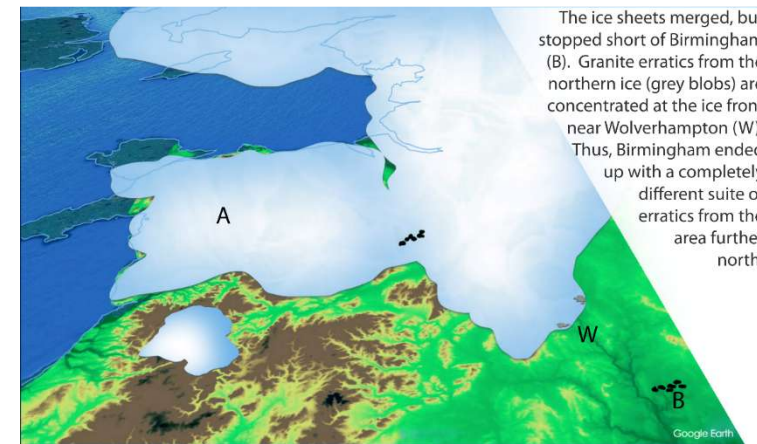 The ice sheets merged, bu
stopped short of Birmingham
(B). Granite erratics from the
northern ice (grey blobs) are
concentrated at the ice fron
near Wolverhampton (W)
Thus, Birmingham ended
up with a completely
different suite o
erratics from the
area furthe
north
A
W
B
Google Earth